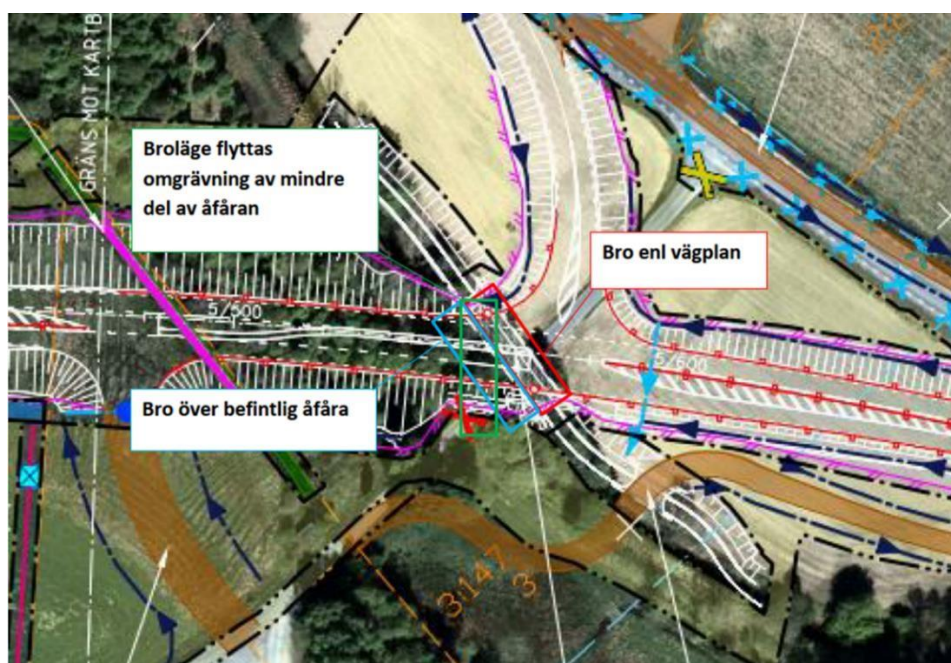 GRÄNS MOT KARTB
Broläge flyttas
omgrävning av mindre
del av åfåran
Bro enl vägplan
5/500
5/600
Bro över befintlig åfåra
3:147
3